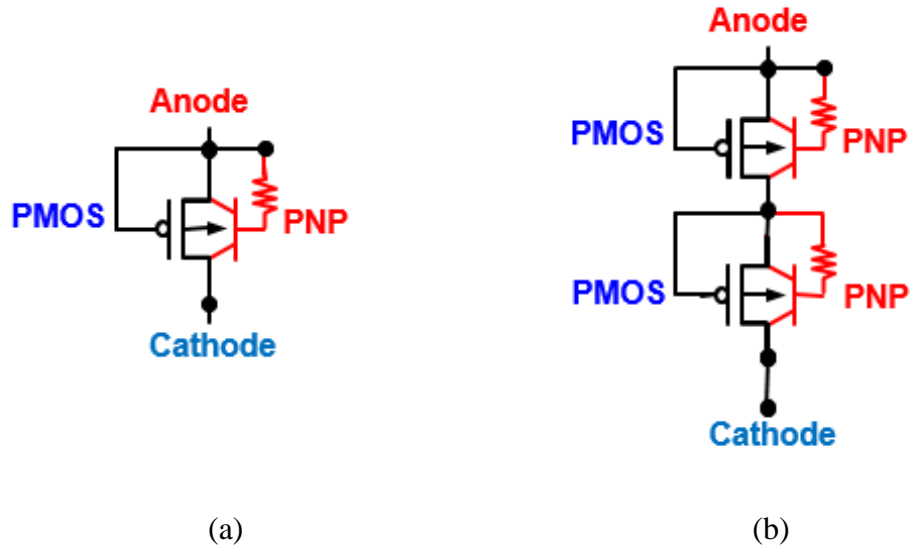 Anode
PMOS
PNP
Cathode
(a)
Anode
PMOS
PNP
PMOS
PNP
Cathode
(b)